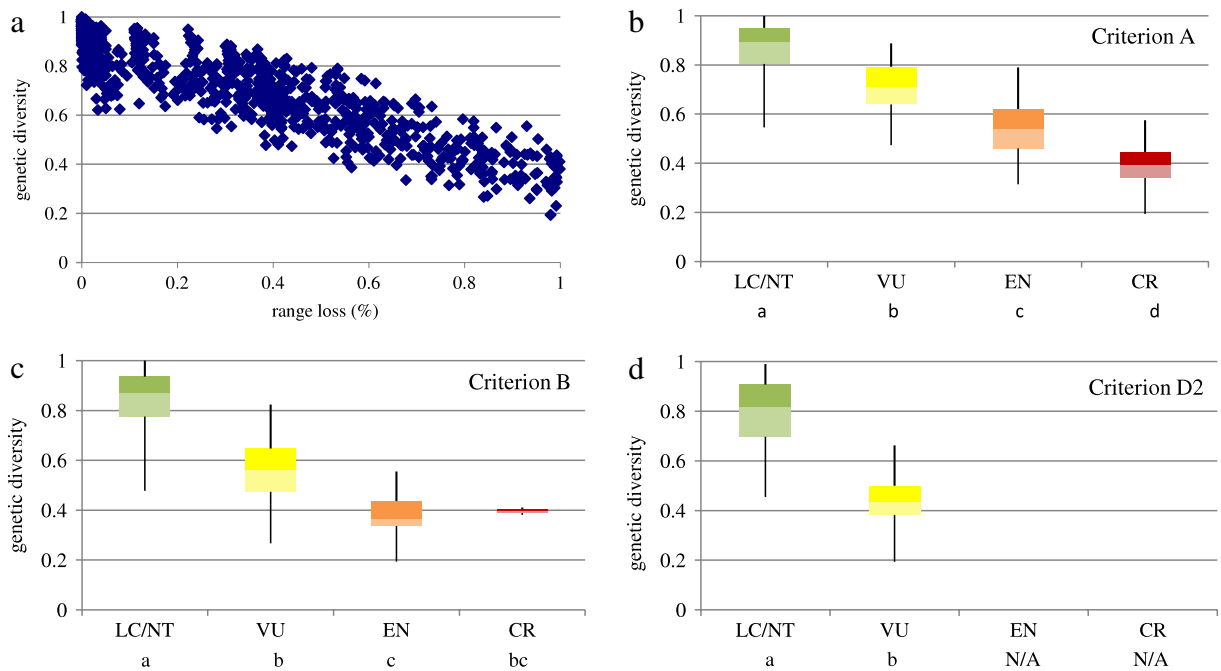 a
1
0.8
0.6
0.4
0.2
0
genetic diversity
0 0.2 0.4 0.6 0.8 1
range loss (%)
b
Criterion A
1
0.8
0.6
0.4
0.2
0
genetic diversity
LC/NT VU EN CR
a b c d
c
Criterion B
1
0.8
0.6
0.4
0.2
0
genetic diversity
LC/NT VU EN CR
a b c bc
d
Criterion D2
1
0.8
0.6
0.4
0.2
0
genetic diversity
LC/NT VU EN CR
a b N/A N/A